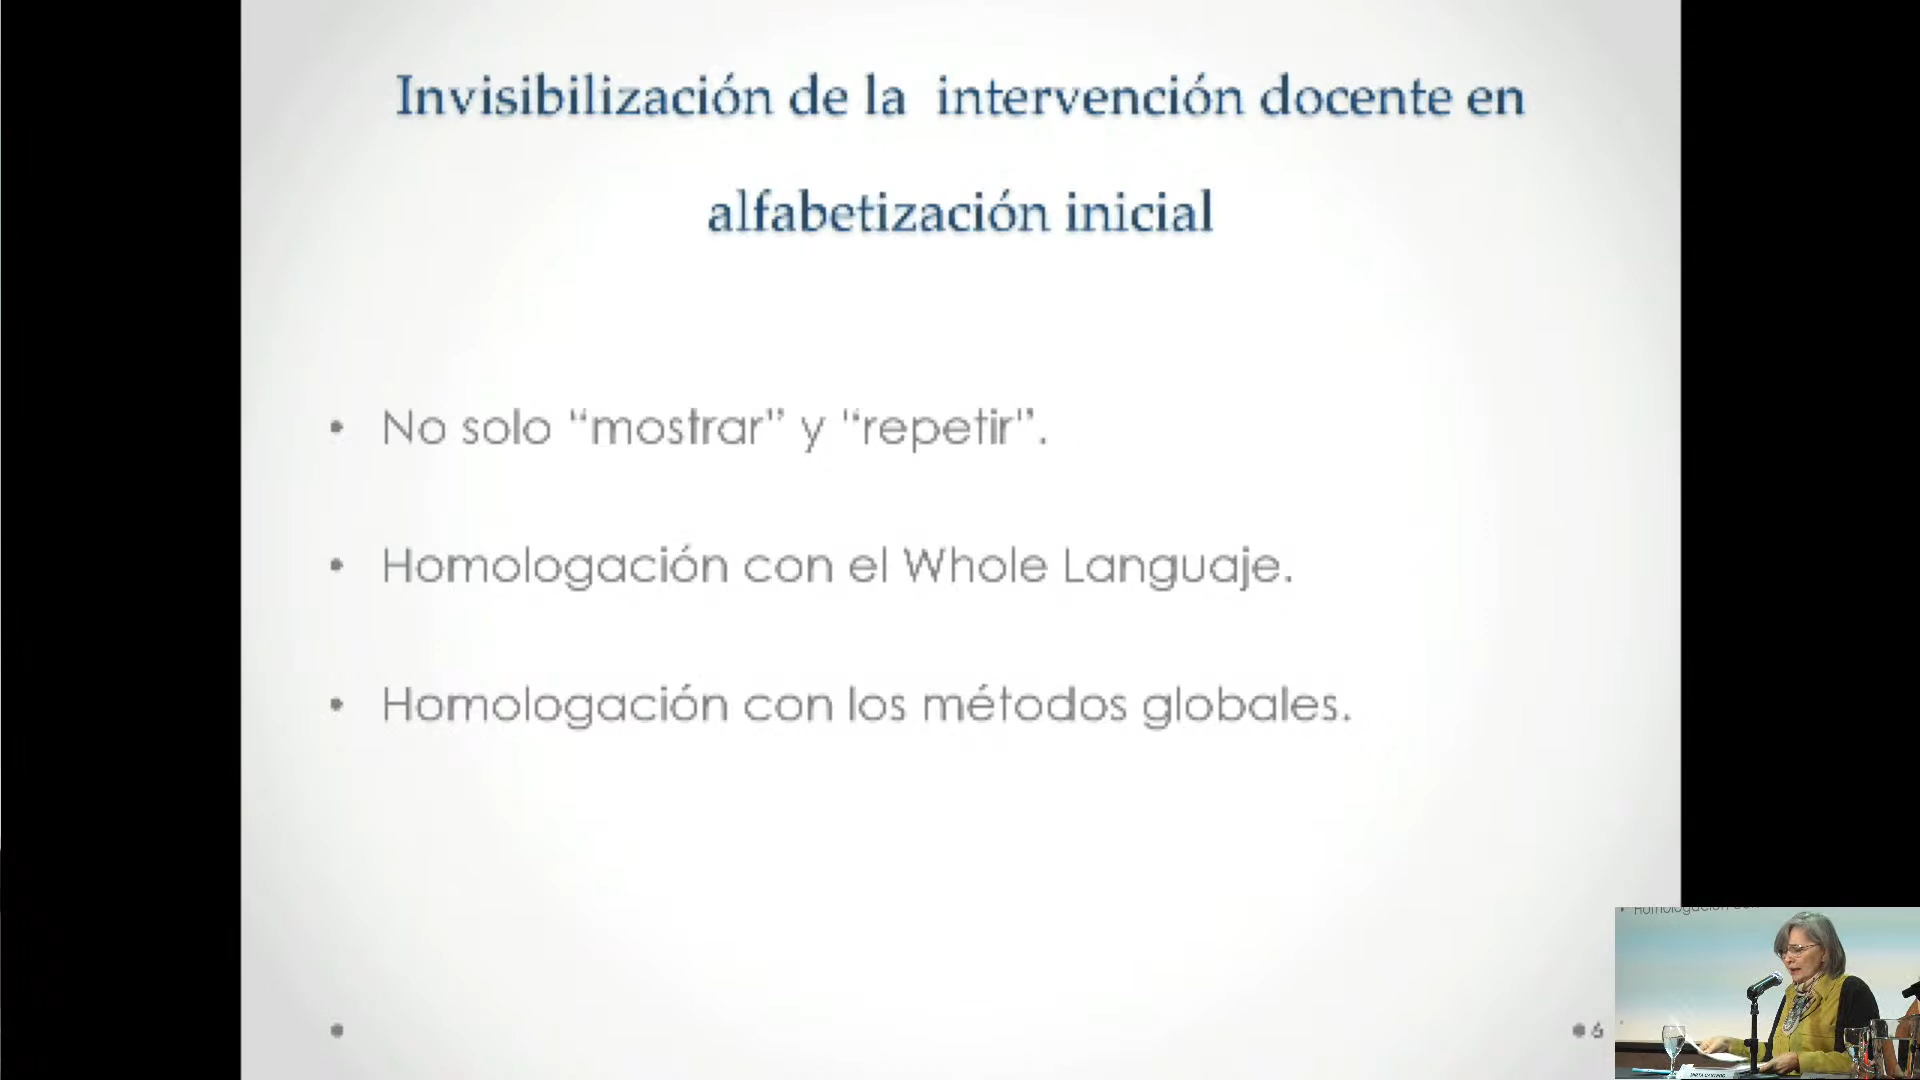 Invisibilización de la intervención docente en
alfabetización inicial
• No solo “mostrar” y “repetir”.
• Homologación con el Whole Languaje.
• Homologación con los métodos globales.
6